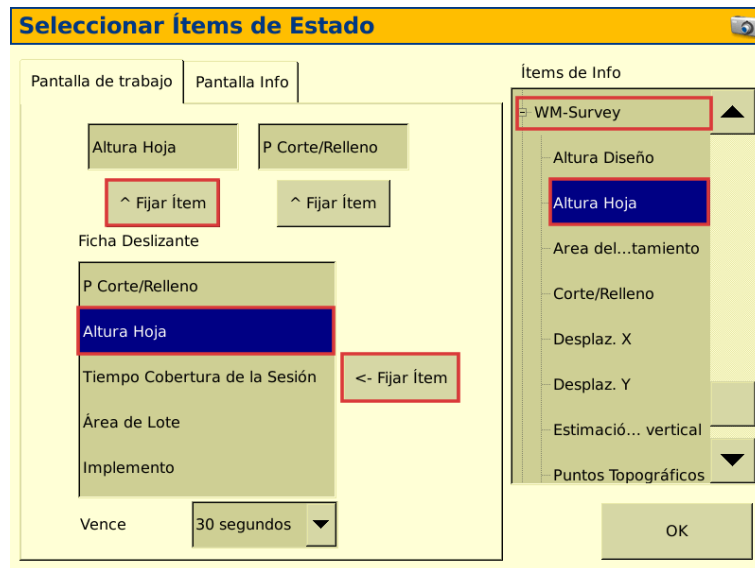 Seleccionar Ítems de Estado
Pantalla de trabajo
Pantalla Info
Altura Hoja
P Corte/Relleno
^ Fijar Ítem
^ Fijar Ítem
Ficha Deslizante
P Corte/Relleno
Altura Hoja
Tiempo Cobertura de la Sesión
Área de Lote
Implemento
<- Fijar Ítem
Vence
30 segundos
Ítems de Info
WM-Survey
Altura Diseño
Altura Hoja
Area del...tamiento
Corte/Relleno
Desplaz. X
Desplaz. Y
Estimació... vertical
Puntos Topográficos
OK